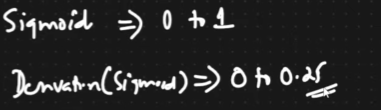 Sigmoid => 0 to 1
Derivation(Sigmoid) => 0 to 0.25